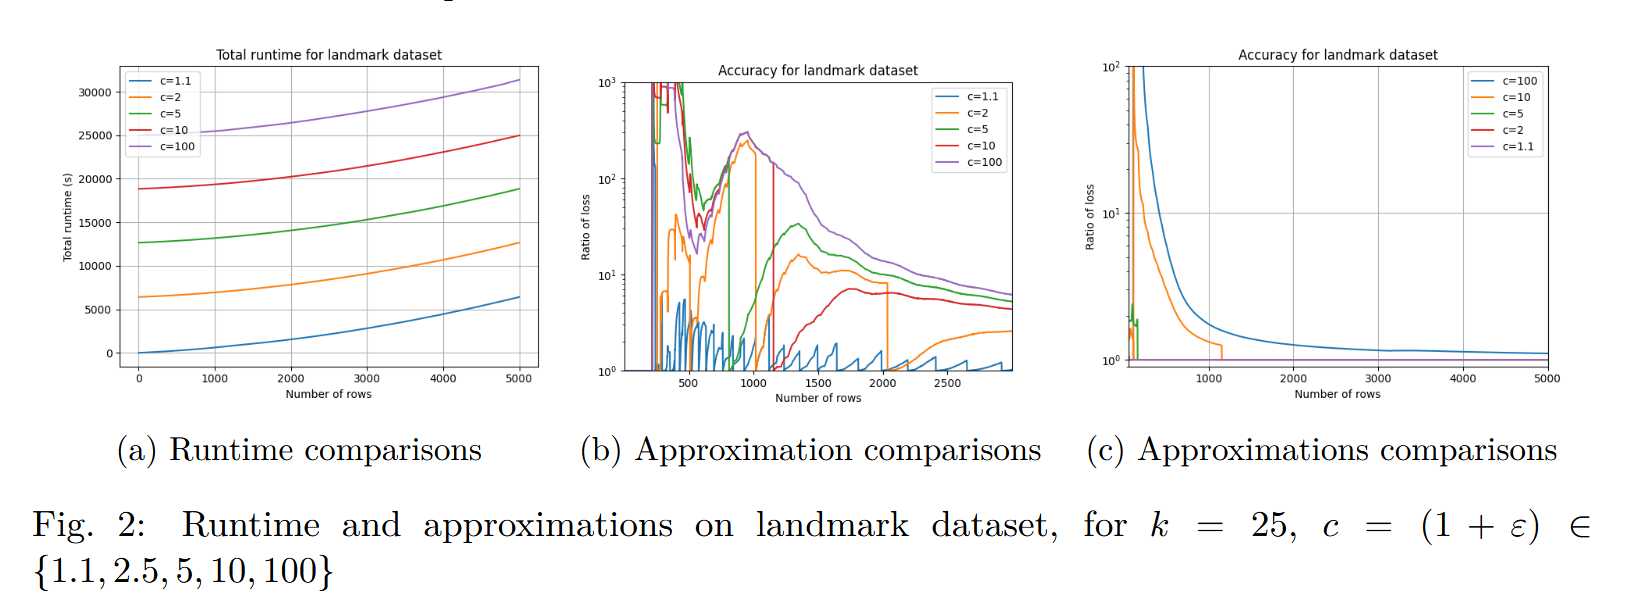 Total runtime for landmark dataset
c=1.1
c=2
c=5
c=10
c=100
30000
25000
20000
15000
10000
5000
0
Total runtime (s)
0 1000 2000 3000 4000 5000
Number of rows
Accuracy for landmark dataset
c=1.1
c=2
c=5
c=10
c=100
10³
10²
10¹
10⁰
Ratio of loss
500 1000 1500 2000 2500
Number of rows
Accuracy for landmark dataset
c=100
c=10
c=5
c=2
c=1.1
10²
10¹
10⁰
Ratio of loss
1000 2000 3000 4000 5000
Number of rows
(a) Runtime comparisons
(b) Approximation comparisons
(c) Approximations comparisons
Fig. 2: Runtime and approximations on landmark dataset, for k = 25, c = (1 + ε) ∈
{1.1, 2.5, 5, 10, 100}